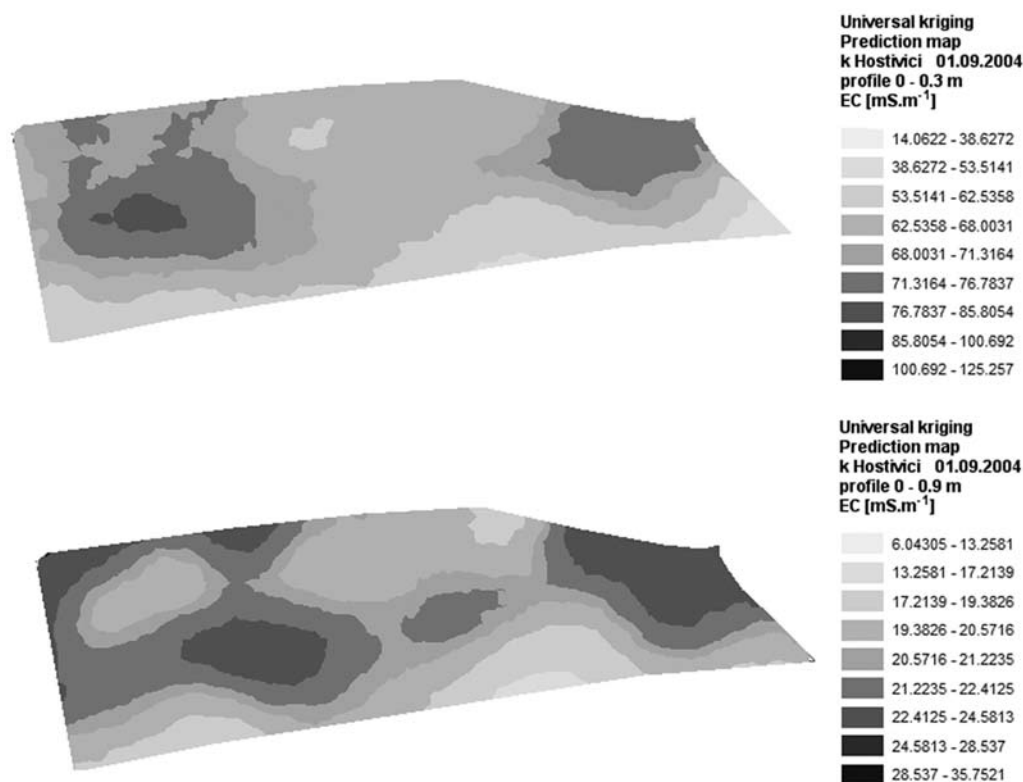 Universal kriging
Prediction map
k Hostivici 01.09.2004
profile 0 - 0.3 m
EC [mS.m⁻¹]
14.0622 - 38.6272
38.6272 - 53.5141
53.5141 - 62.5358
62.5358 - 68.0031
68.0031 - 71.3164
71.3164 - 76.7837
76.7837 - 85.8054
85.8054 - 100.692
100.692 - 125.257
Universal kriging
Prediction map
k Hostivici 01.09.2004
profile 0 - 0.9 m
EC [mS.m⁻¹]
6.04305 - 13.2581
13.2581 - 17.2139
17.2139 - 19.3826
19.3826 - 20.5716
20.5716 - 21.2235
21.2235 - 22.4125
22.4125 - 24.5813
24.5813 - 28.537
28.537 - 35.7521